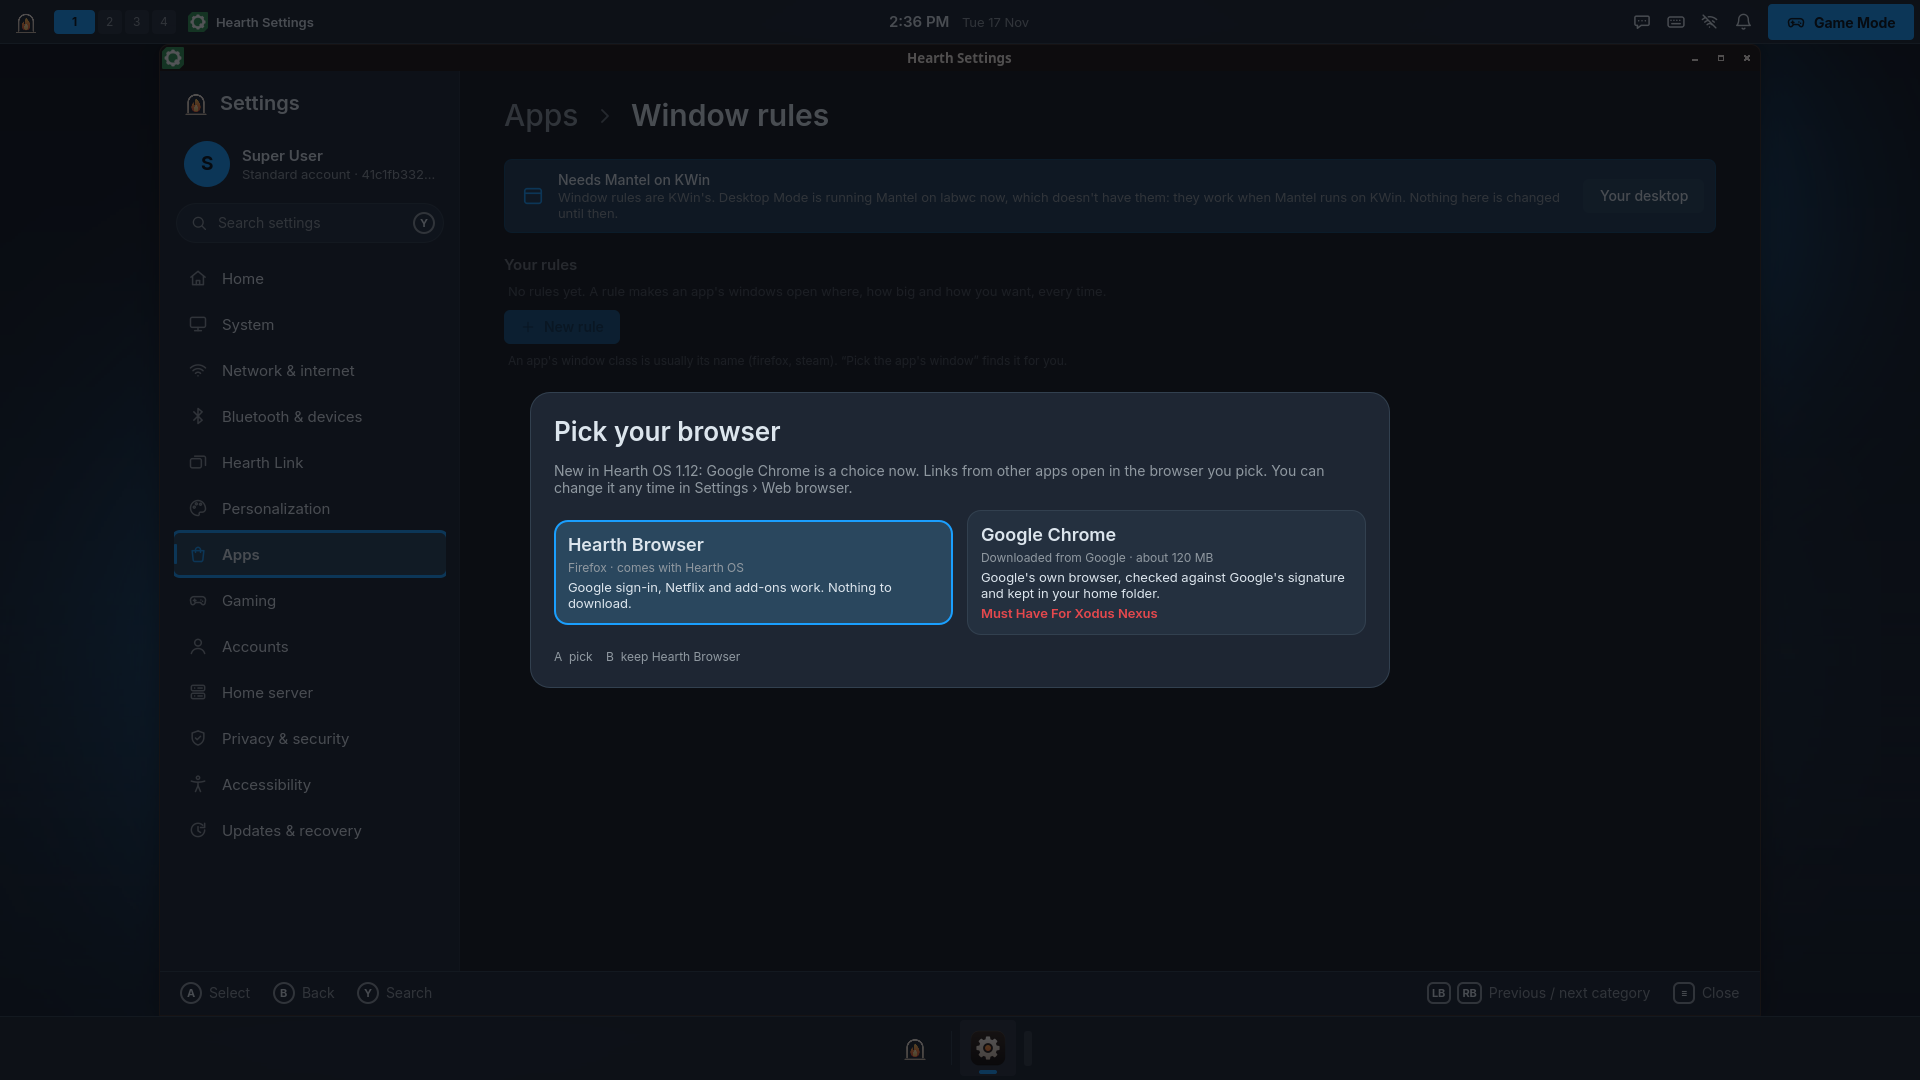 1 2 3 4 Hearth Settings
2:36 PM Tue 17 Nov
Game Mode
Hearth Settings
Settings
S
Super User
Standard account · 41c1fb332...
Search settings Y
Home
System
Network & internet
Bluetooth & devices
Hearth Link
Personalization
Apps
Gaming
Accounts
Home server
Privacy & security
Accessibility
Updates & recovery
Apps › Window rules
Needs Mantel on KWin
Window rules are KWin's. Desktop Mode is running Mantel on labwc now, which doesn't have them: they work when Mantel runs on KWin. Nothing here is changed
until then.
Your desktop
Your rules
No rules yet. A rule makes an app's windows open where, how big and how you want, every time.
+ New rule
An app's window class is usually its name (firefox, steam). "Pick the app's window" finds it for you.
Pick your browser
New in Hearth OS 1.12: Google Chrome is a choice now. Links from other apps open in the browser you pick. You can
change it any time in Settings › Web browser.
Hearth Browser
Firefox · comes with Hearth OS
Google sign-in, Netflix and add-ons work. Nothing to
download.
Google Chrome
Downloaded from Google · about 120 MB
Google's own browser, checked against Google's signature
and kept in your home folder.
Must Have For Xodus Nexus
A pick B keep Hearth Browser
A Select B Back Y Search
LB RB Previous / next category ≡ Close